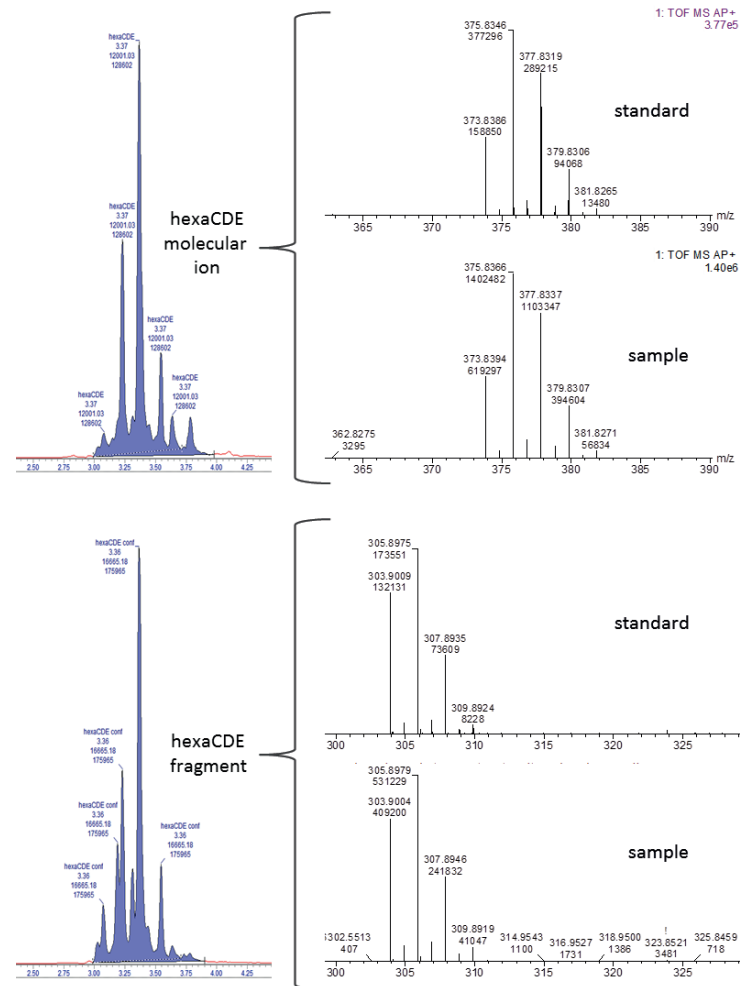 hexaCDE
3.37
12001.03
128602
hexaCDE
3.37
12001.03
128602
hexaCDE
3.37
12001.03
128602
hexaCDE
3.37
12001.03
128602
hexaCDE
3.37
12001.03
128602
2.50 2.75 3.00 3.25 3.50 3.75 4.00 4.25
hexaCDE
molecular
ion
1: TOF MS AP+
3.77e5
375.8346
377296
377.8319
289215
373.8386
158850
379.8306
94068
381.8265
13480
standard
m/z
365 370 375 380 385 390
1: TOF MS AP+
1.40e6
375.8366
1402482
377.8337
1103347
373.8394
619297
379.8307
394604
362.8275
3295
381.8271
56834
sample
m/z
365 370 375 380 385 390
hexaCDE conf
3.36
16665.18
175965
hexaCDE conf
3.36
16665.18
175965
hexaCDE conf
3.36
16665.18
175965
hexaCDE conf
3.36
16665.18
175965
hexaCDE conf
3.36
16665.18
175965
2.50 2.75 3.00 3.25 3.50 3.75 4.00 4.25
hexaCDE
fragment
305.8975
173551
303.9009
132131
307.8935
73609
309.8924
8228
standard
300 305 310 315 320 325
305.8979
531229
303.9004
409200
307.8946
241832
sample
302.5513
407
309.8919
41047
314.9543
1100
316.9527
1731
318.9500
1386
323.8521
3481
325.8459
718
300 305 310 315 320 325